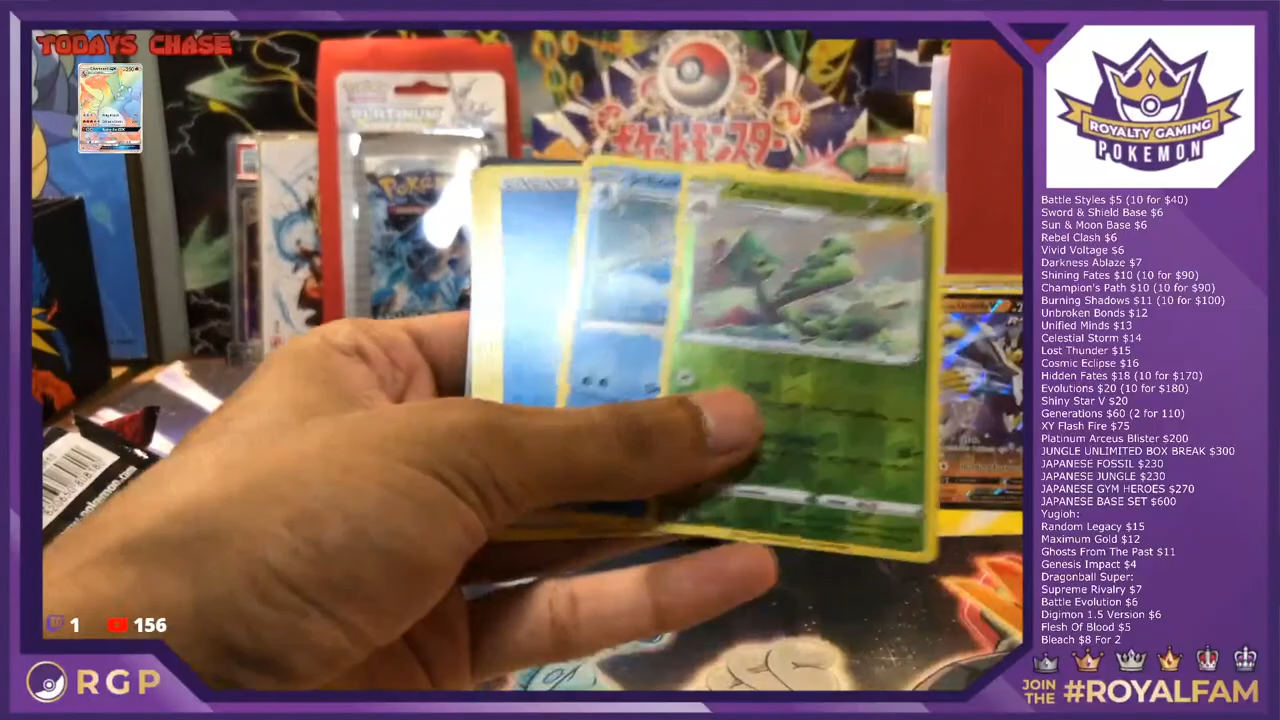 TODAYS CHASE
PLATINUM
POKéMON
ポケットモンスター
1 156
RGP
ROYALTY GAMING
POKEMON
Battle Styles $5 (10 for $40)
Sword & Shield Base $6
Sun & Moon Base $6
Rebel Clash $6
Vivid Voltage $6
Darkness Ablaze $7
Shining Fates $10 (10 for $90)
Champion's Path $10 (10 for $90)
Burning Shadows $11 (10 for $100)
Unbroken Bonds $12
Unified Minds $13
Celestial Storm $14
Lost Thunder $15
Cosmic Eclipse $16
Hidden Fates $18 (10 for $170)
Evolutions $20 (10 for $180)
Shiny Star V $20
Generations $60 (2 for 110)
XY Flash Fire $75
Platinum Arceus Blister $200
JUNGLE UNLIMITED BOX BREAK $300
JAPANESE FOSSIL $230
JAPANESE JUNGLE $230
JAPANESE GYM HEROES $270
JAPANESE BASE SET $600
Yugioh:
Random Legacy $15
Maximum Gold $12
Ghosts From The Past $11
Genesis Impact $4
Dragonball Super:
Supreme Rivalry $7
Battle Evolution $6
Digimon 1.5 Version $6
Flesh Of Blood $5
Bleach $8 For 2
JOIN
THE #ROYALFAM